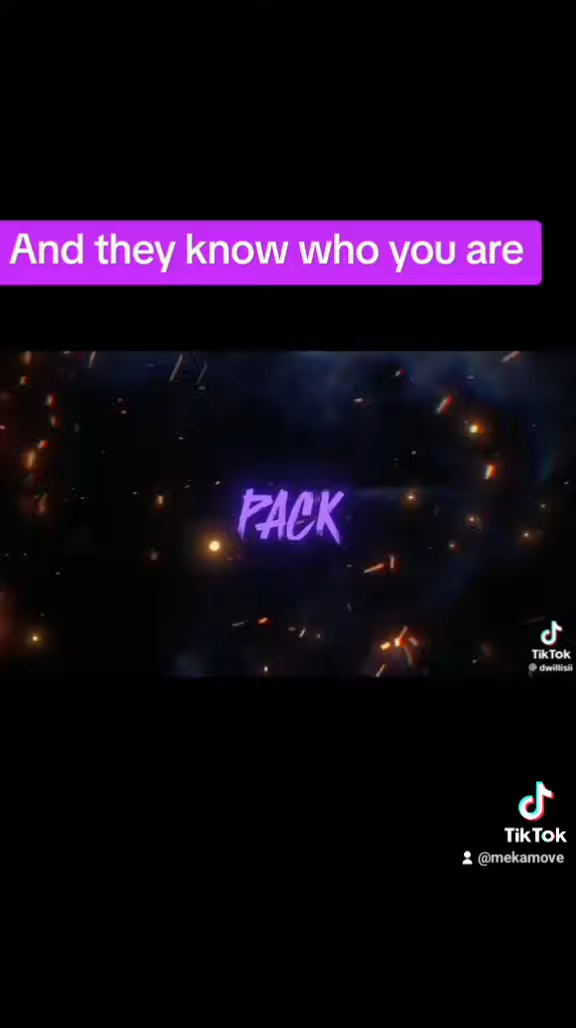 And they know who you are
PACK
TikTok
@ dwillisii
TikTok
@mekamove